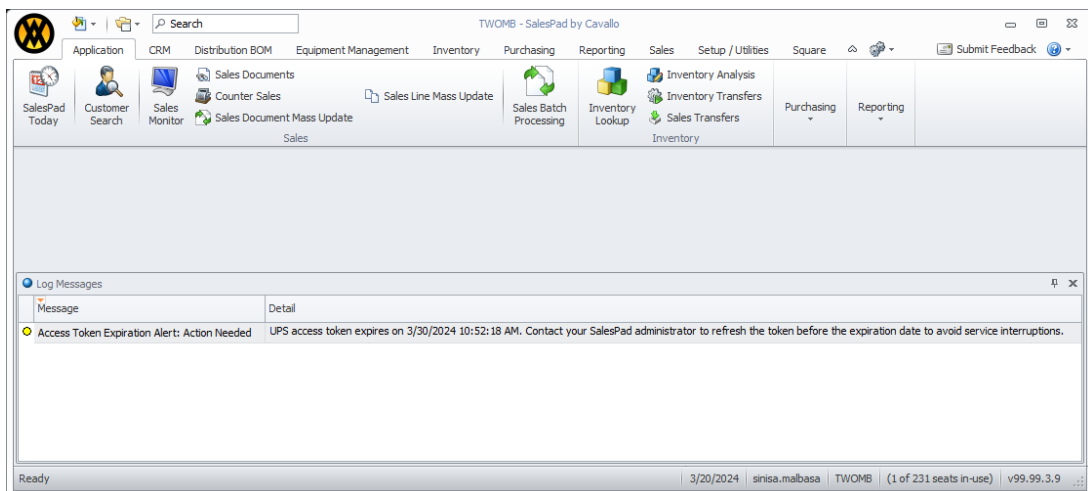 Search
TWOMB - SalesPad by Cavallo
Application CRM Distribution BOM Equipment Management Inventory Purchasing Reporting Sales Setup / Utilities Square Submit Feedback
SalesPad Today
Customer Search
Sales Monitor
Sales Documents
Counter Sales
Sales Document Mass Update
Sales Line Mass Update
Sales Batch Processing
Sales
Inventory Lookup
Inventory Analysis
Inventory Transfers
Sales Transfers
Inventory
Purchasing
Reporting
Log Messages
Message Detail
Access Token Expiration Alert: Action Needed UPS access token expires on 3/30/2024 10:52:18 AM. Contact your SalesPad administrator to refresh the token before the expiration date to avoid service interruptions.
Ready 3/20/2024 sinisa.malbasa TWOMB (1 of 231 seats in-use) v99.99.3.9